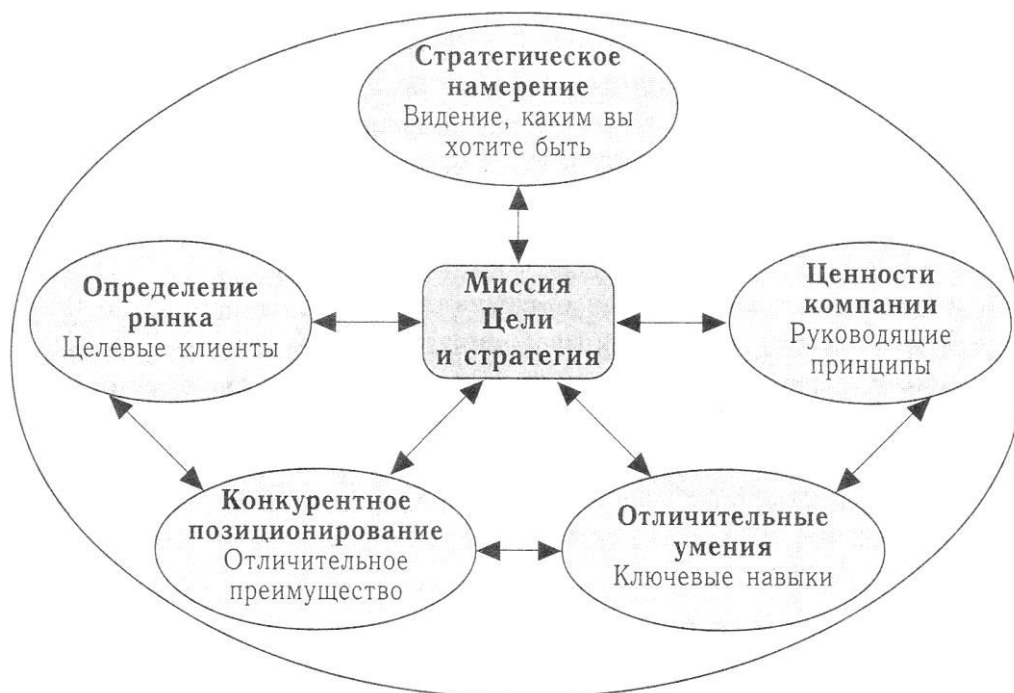 Стратегическое
намерение
Видение, каким вы
хотите быть
Определение
рынка
Целевые клиенты
Миссия
Цели
и стратегия
Ценности
компании
Руководящие
принципы
Конкурентное
позиционирование
Отличительное
преимущество
Отличительные
умения
Ключевые навыки